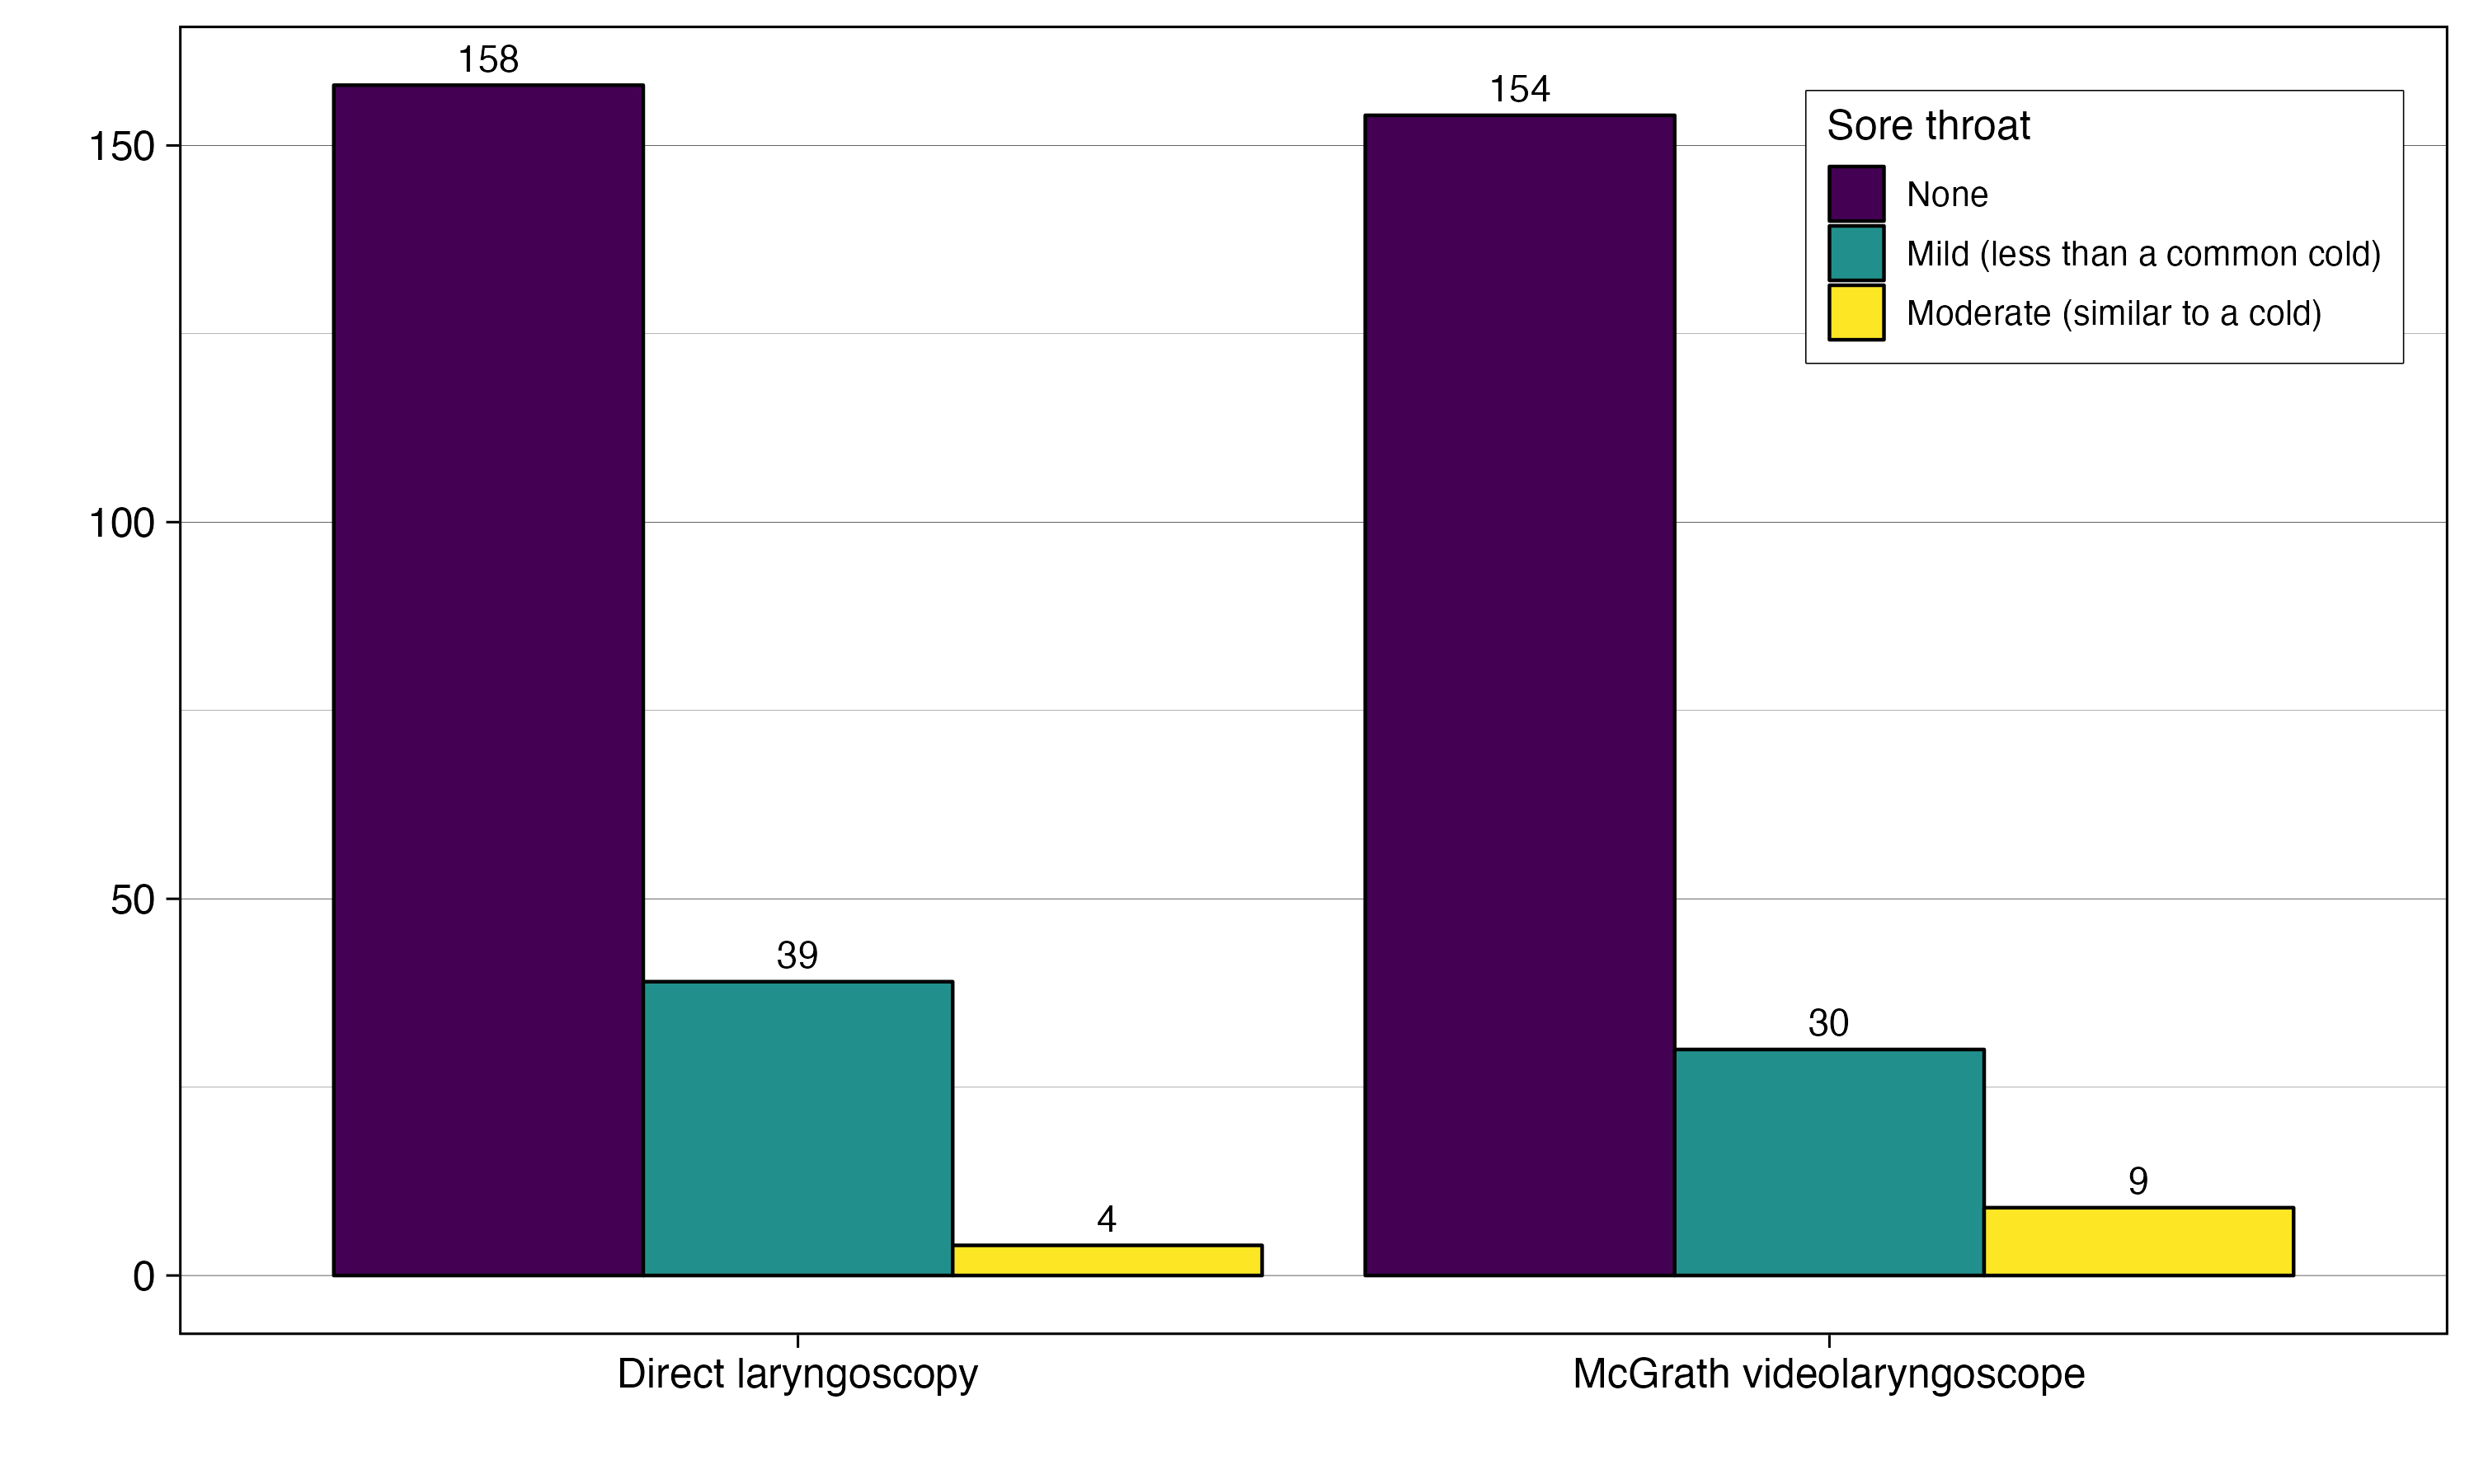 158
154
150
100
50
0
39
4
30
9
Sore throat
None
Mild (less than a common cold)
Moderate (similar to a cold)
Direct laryngoscopy
McGrath videolaryngoscope